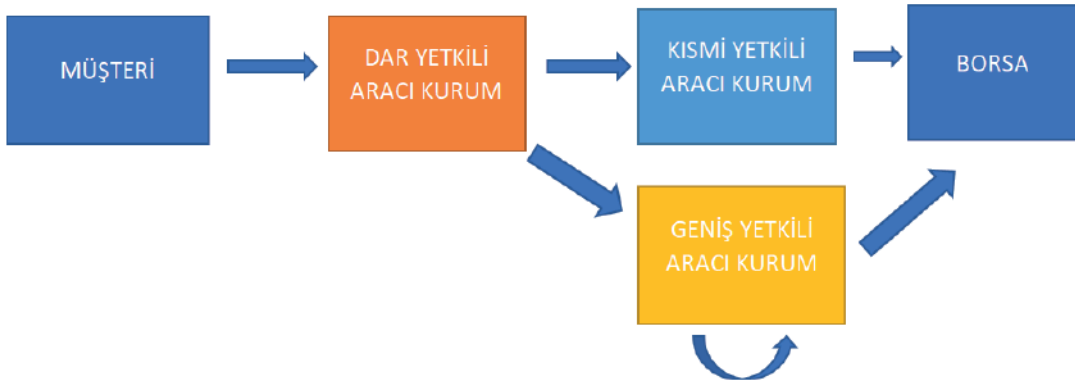 MÜŞTERİ
DAR YETKİLİ
ARACI KURUM
KISMİ YETKİLİ
ARACI KURUM
BORSA
GENİŞ YETKİLİ
ARACI KURUM